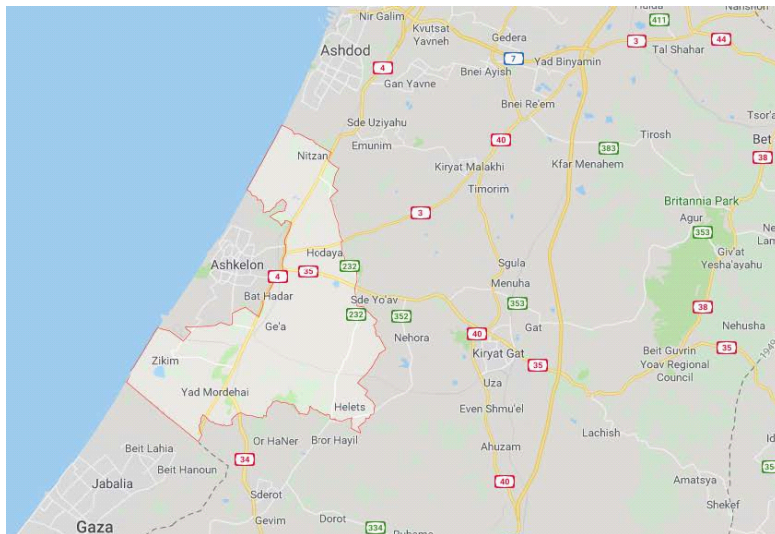 Nir Galim
Kvutsat
Yavneh
Gedera
411
3
44
Ashdod
Yad Binyamin
Tal Shahar
7
4
Bnei Ayish
Gan Yavne
Bnei Re'em
Sde Uziyahu
Emunim
40
383
Tirosh
Bet
38
Nitzan
Kiryat Malakhi
Kfar Menahem
Timorim
Britannia Park
3
Agur
353
Hodaya
Giv'at
Yesha'ayahu
Ashkelon
4
35
232
Sgula
Menuha
Bat Hadar
Sde Yo'av
353
38
232
352
Ge'a
Nehora
40
Gat
Nehusha
Kiryat Gat
35
Beit Guvrin
Yoav Regional
Council
35
1949
Zikim
Uza
Yad Mordehai
Helets
Even Shmu'el
Lachish
Beit Lahia
Or HaNer
Bror Hayil
Ahuzam
Beit Hanoun
34
Jabalia
Sderot
40
Amatsya
Shekef
Gaza
Gevim
Dorot
334